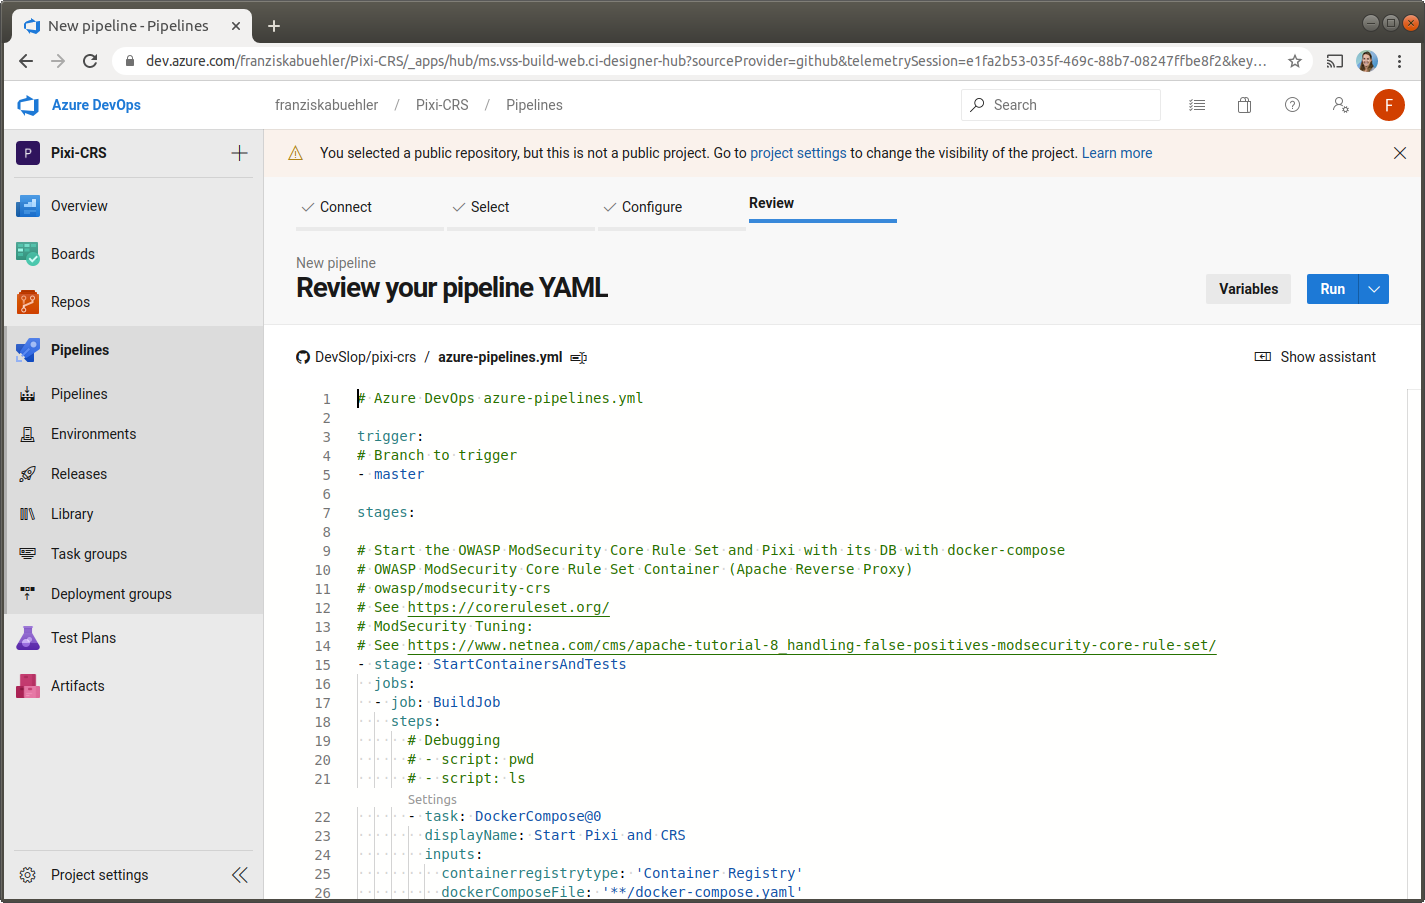 New pipeline - Pipelines
dev.azure.com/franziskabuehler/Pixi-CRS/_apps/hub/ms.vss-build-web.ci-designer-hub?sourceProvider=github&telemetrySession=e1fa2b53-035f-469c-88b7-08247ffbe8f2&key...
Azure DevOps
franziskabuehler / Pixi-CRS / Pipelines
Search
F
P Pixi-CRS
You selected a public repository, but this is not a public project. Go to project settings to change the visibility of the project. Learn more
Overview
Boards
Repos
Pipelines
Pipelines
Environments
Releases
Library
Task groups
Deployment groups
Test Plans
Artifacts
Project settings
Connect
Select
Configure
Review
New pipeline
Review your pipeline YAML
Variables
Run
DevSlop/pixi-crs / azure-pipelines.yml
Show assistant
1 # Azure DevOps azure-pipelines.yml
2
3 trigger:
4 # Branch to trigger
5 - master
6
7 stages:
8
9 # Start the OWASP ModSecurity Core Rule Set and Pixi with its DB with docker-compose
10 # OWASP ModSecurity Core Rule Set Container (Apache Reverse Proxy)
11 # owasp/modsecurity-crs
12 # See https://coreruleset.org/
13 # ModSecurity Tuning:
14 # See https://www.netnea.com/cms/apache-tutorial-8_handling-false-positives-modsecurity-core-rule-set/
15 - stage: StartContainersAndTests
16 jobs:
17 - job: BuildJob
18 steps:
19 # Debugging
20 # - script: pwd
21 # - script: ls
Settings
22 - task: DockerCompose@0
23 displayName: Start Pixi and CRS
24 inputs:
25 containerregistrytype: 'Container Registry'
26 dockerComposeFile: '**/docker-compose.yaml'